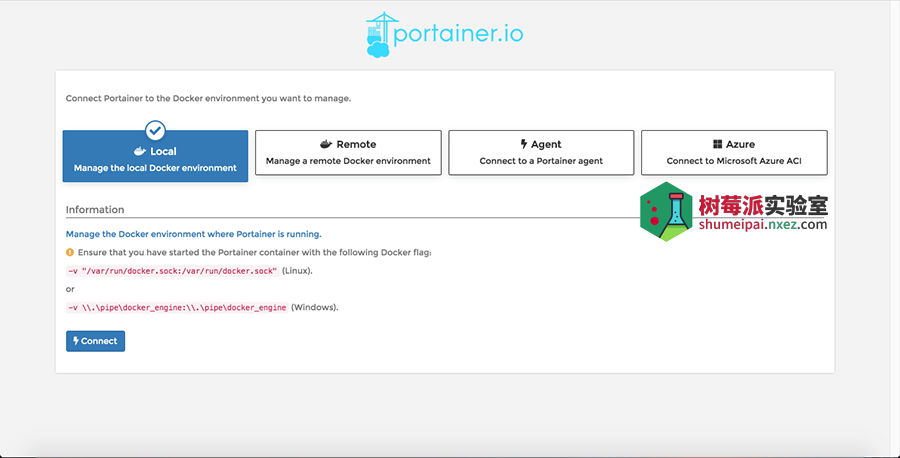 portainer.io
Connect Portainer to the Docker environment you want to manage.
Local
Manage the local Docker environment
Remote
Manage a remote Docker environment
Agent
Connect to a Portainer agent
Azure
Connect to Microsoft Azure ACI
树莓派实验室
shumeipai.nxez.com
Information
Manage the Docker environment where Portainer is running.
Ensure that you have started the Portainer container with the following Docker flag:
-v "/var/run/docker.sock:/var/run/docker.sock" (Linux).
or
-v \\.\pipe\docker_engine:\\.\pipe\docker_engine (Windows).
Connect